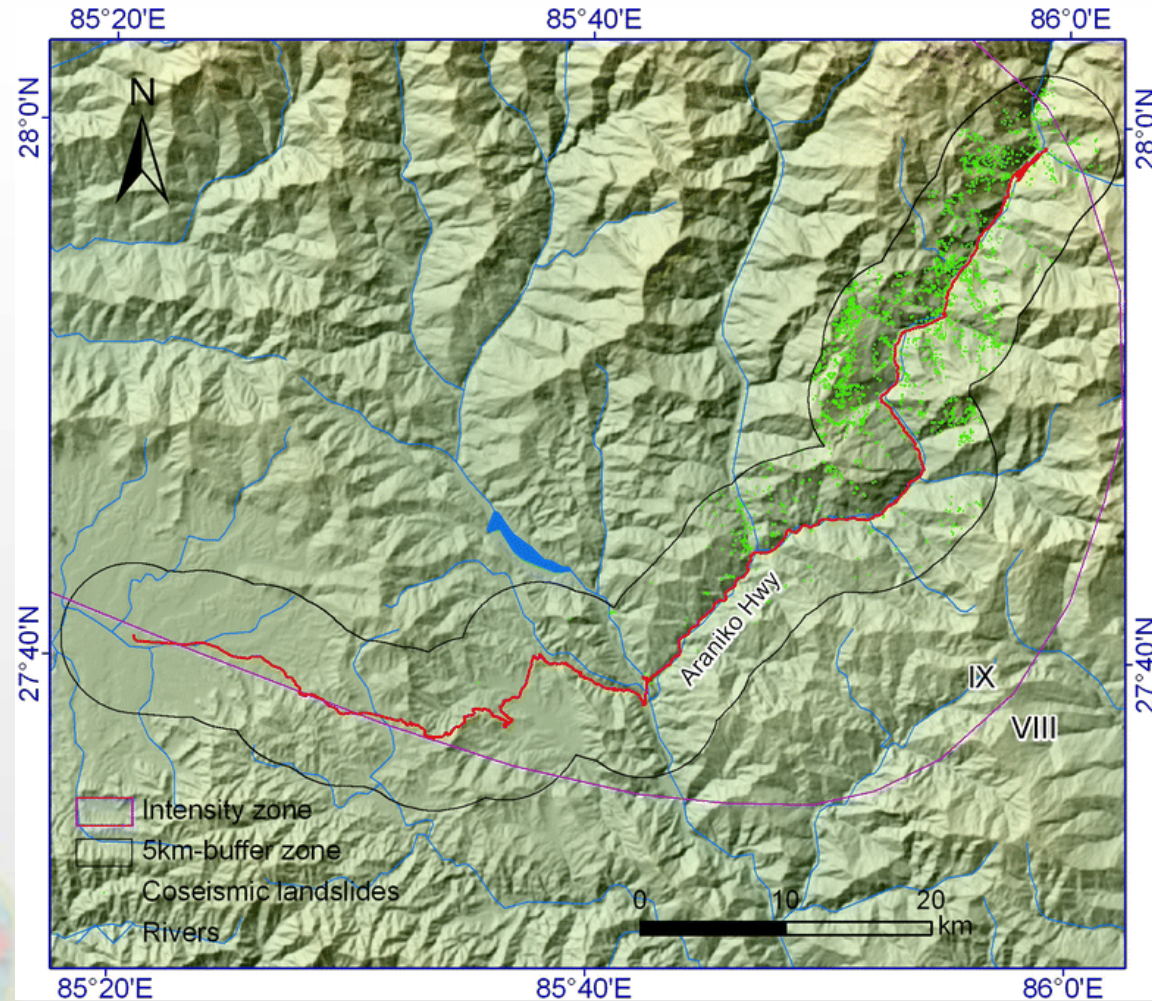 85°20'E 85°40'E 86°0'E
N
28°0'N 28°0'N
Araniko Hwy
27°40'N 27°40'N
IX
VIII
Intensity zone
5km-buffer zone
Coseismic landslides
Rivers
0 10 20
km
85°20'E 85°40'E 86°0'E